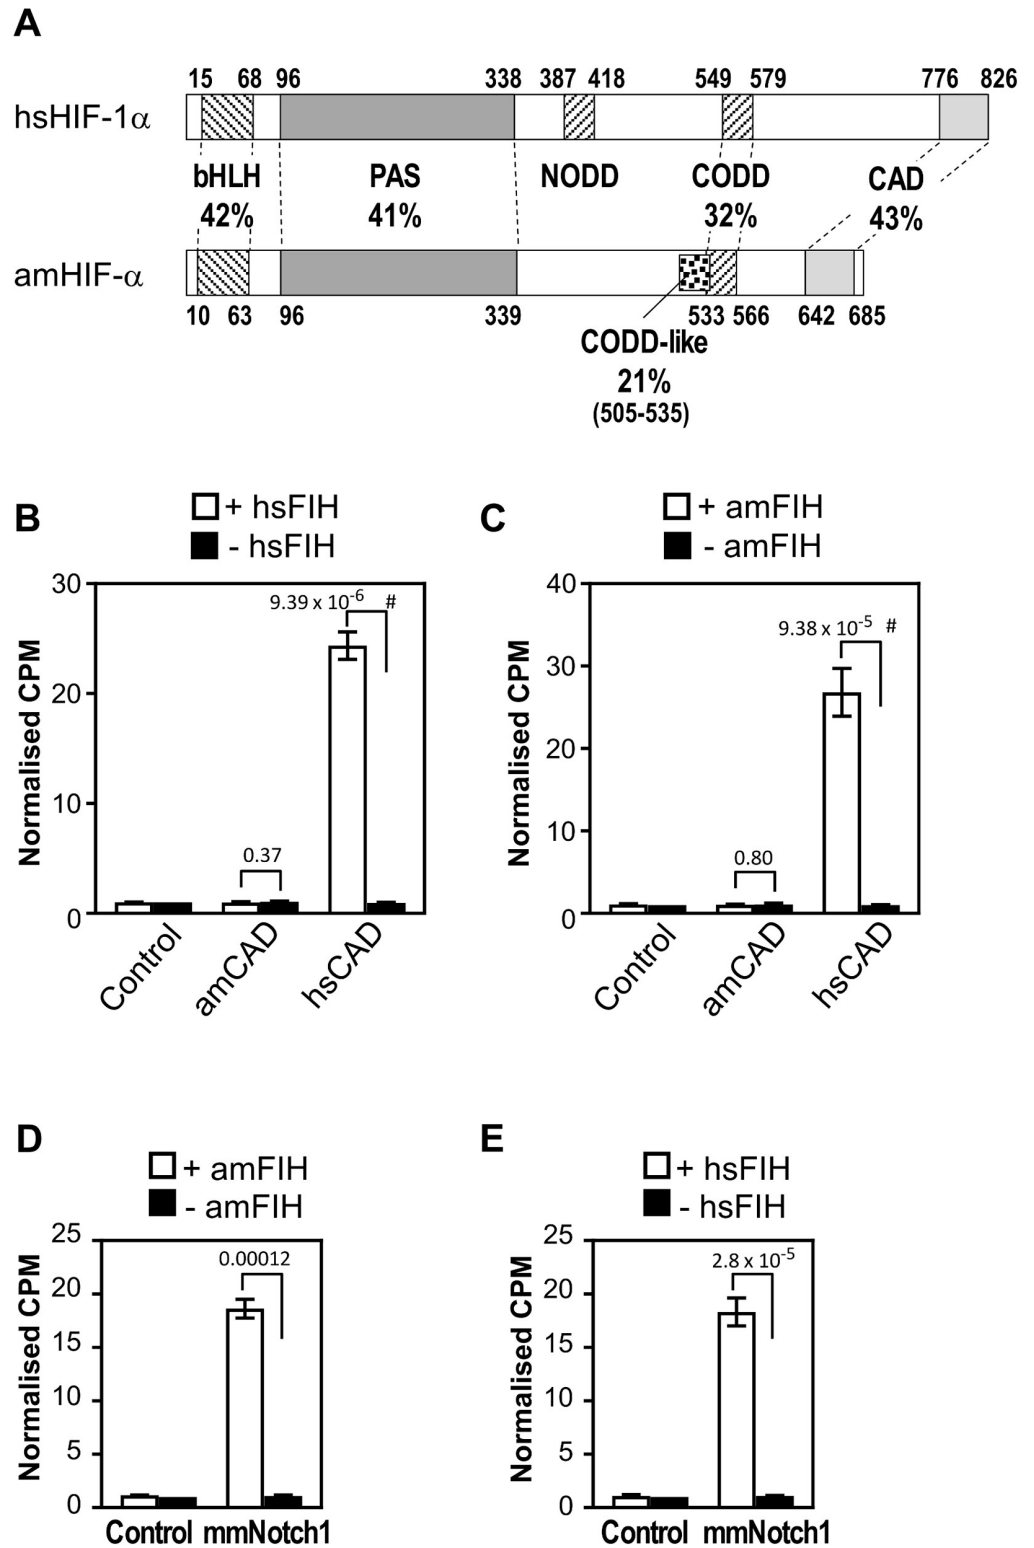 A
15 68 96 338 387 418 549 579 776 826
hsHIF-1α
bHLH PAS NODD CODD CAD
42% 41% 32% 43%
amHIF-α
10 63 96 339 533 566 642 685
CODD-like
21%
(505-535)
B
+ hsFIH
- hsFIH
Normalised CPM
30
20
10
0
9.39 x 10-6 #
0.37
Control
amCAD
hsCAD
C
+ amFIH
- amFIH
Normalised CPM
40
30
20
10
0
9.38 x 10-5 #
0.80
Control
amCAD
hsCAD
D
+ amFIH
- amFIH
Normalised CPM
25
20
15
10
5
0
0.00012
Control mmNotch1
E
+ hsFIH
- hsFIH
Normalised CPM
25
20
15
10
5
0
2.8 x 10-5
Control mmNotch1